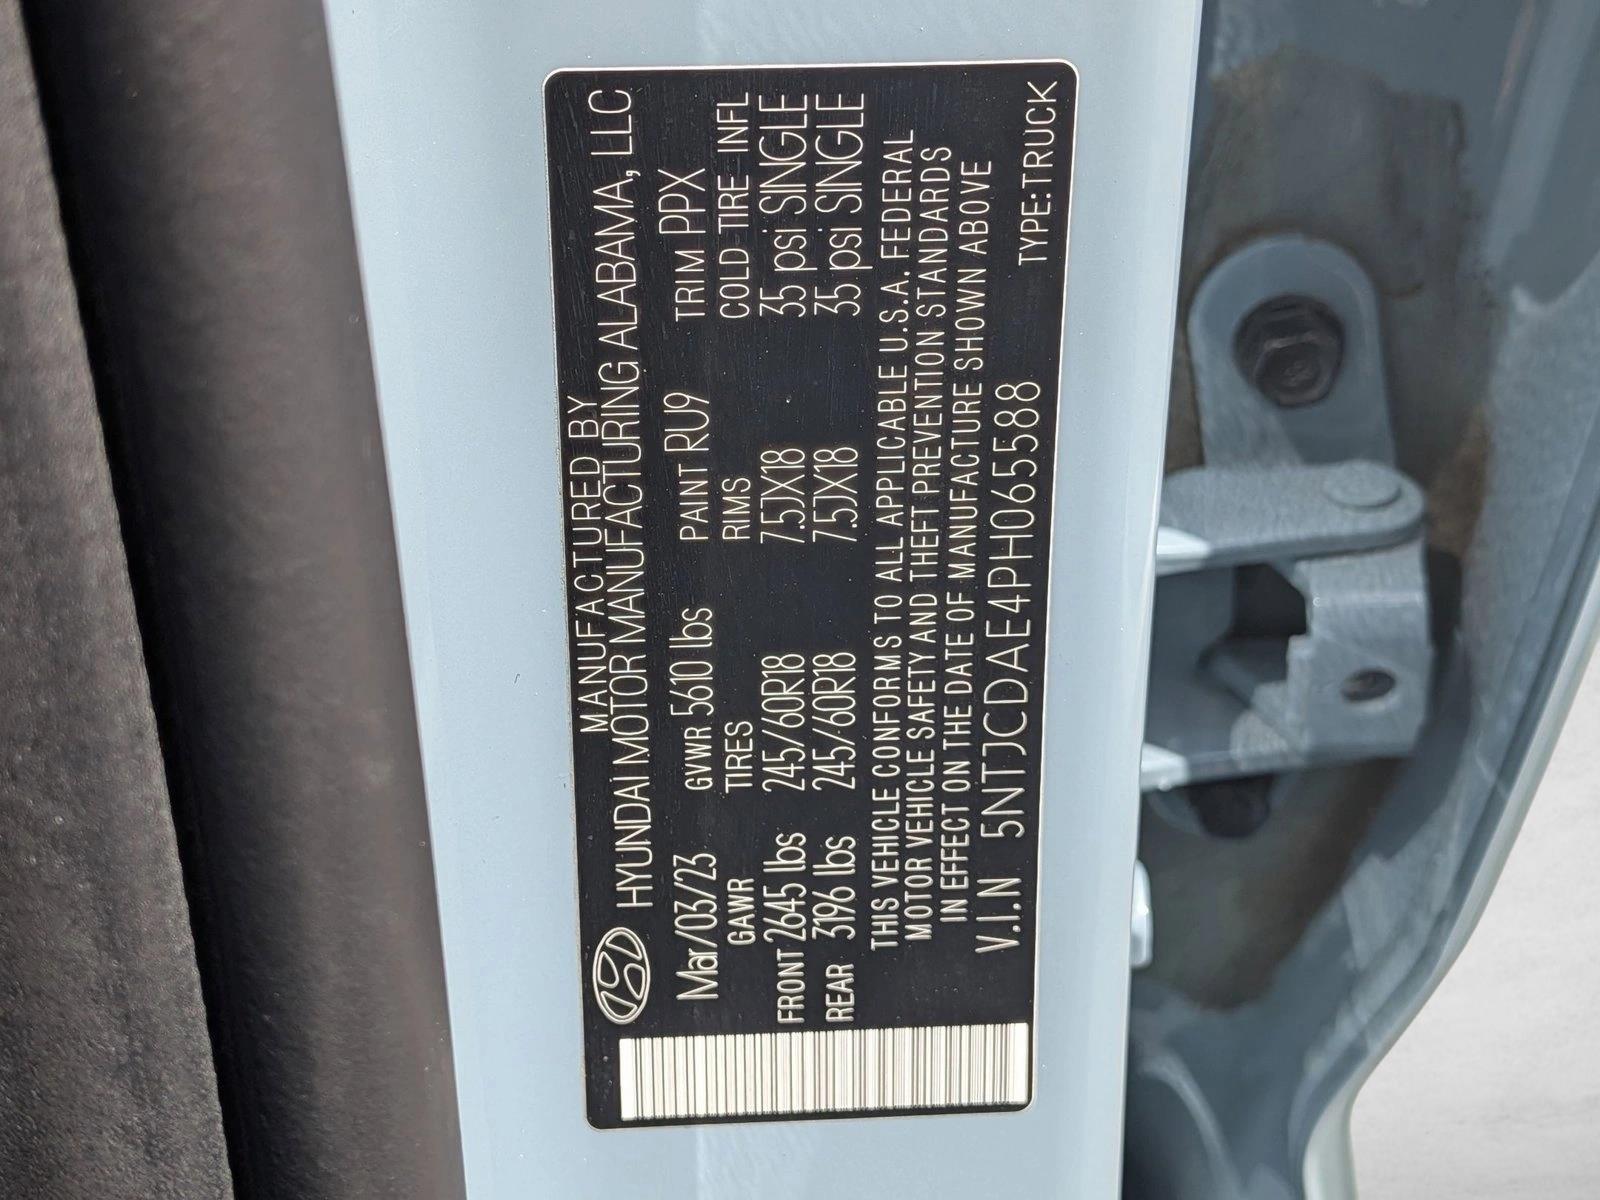 MANUFACTURED BY
HYUNDAI MOTOR MANUFACTURING ALABAMA, LLC
Mar/03/23 GVWR 5610 lbs PAINT RU9 TRIM PPX
GAWR TIRES RIMS COLD TIRE INFL
FRONT 2645 lbs 245/60R18 7.5JX18 35 psi SINGLE
REAR 3196 lbs 245/60R18 7.5JX18 35 psi SINGLE
THIS VEHICLE CONFORMS TO ALL APPLICABLE U.S.A. FEDERAL
MOTOR VEHICLE SAFETY AND THEFT PREVENTION STANDARDS
IN EFFECT ON THE DATE OF MANUFACTURE SHOWN ABOVE
V.I.N 5NTJCDAE4PH065588 TYPE:TRUCK